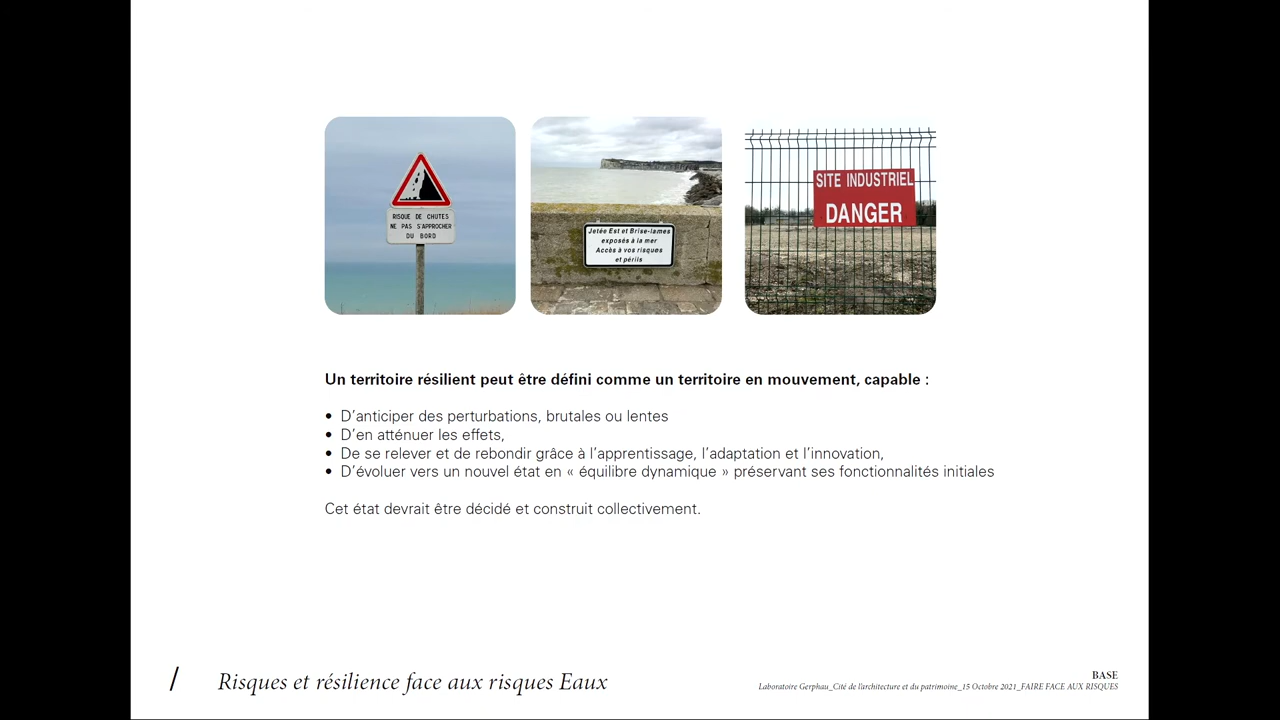 RISQUE DE CHUTES
NE PAS S'APPROCHER
DU BORD
Jetée Est et Brise-lames
exposés à la mer
Accès à vos risques
et périls
SITE INDUSTRIEL
DANGER
Un territoire résilient peut être défini comme un territoire en mouvement, capable :
• D’anticiper des perturbations, brutales ou lentes
• D’en atténuer les effets,
• De se relever et de rebondir grâce à l’apprentissage, l’adaptation et l’innovation,
• D’évoluer vers un nouvel état en « équilibre dynamique » préservant ses fonctionnalités initiales
Cet état devrait être décidé et construit collectivement.
/ Risques et résilience face aux risques Eaux
BASE
Laboratoire Gerphau_Cité de l'architecture et du patrimoine_15 Octobre 2021_FAIRE FACE AUX RISQUES